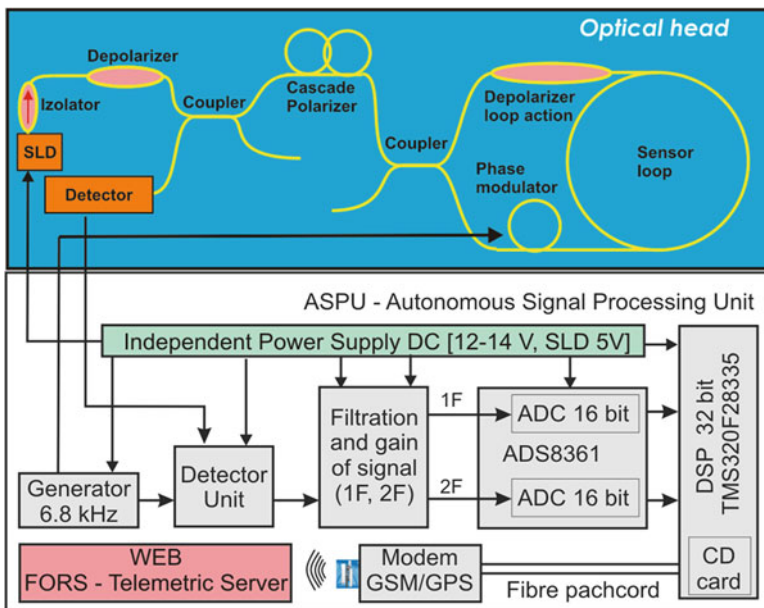 Optical head
Depolarizer
Izolator
SLD
Detector
Coupler
Cascade
Polarizer
Coupler
Depolarizer
loop action
Phase
modulator
Sensor
loop
ASPU - Autonomous Signal Processing Unit
Independent Power Supply DC [12-14 V, SLD 5V]
Generator
6.8 kHz
Detector
Unit
Filtration
and gain
of signal
(1F, 2F)
1F
2F
ADC 16 bit
ADS8361
ADC 16 bit
DSP 32 bit
TMS320F28335
CD
card
WEB
FORS - Telemetric Server
Modem
GSM/GPS
Fibre pachcord